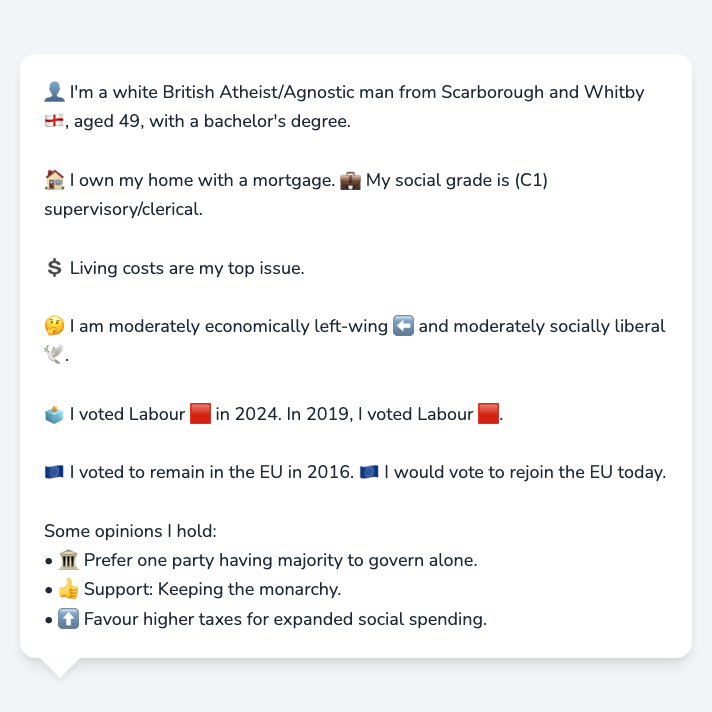 👤 I'm a white British Atheist/Agnostic man from Scarborough and Whitby
🏴󠁧󠁢󠁥󠁮󠁧󠁿, aged 49, with a bachelor's degree.
🏠 I own my home with a mortgage. 💼 My social grade is (C1)
supervisory/clerical.
💲 Living costs are my top issue.
🤔 I am moderately economically left-wing ⬅️ and moderately socially liberal
🕊️.
🗳️ I voted Labour 🟥 in 2024. In 2019, I voted Labour 🟥.
🇪🇺 I voted to remain in the EU in 2016. 🇪🇺 I would vote to rejoin the EU today.
Some opinions I hold:
• 🏛️ Prefer one party having majority to govern alone.
• 👍 Support: Keeping the monarchy.
• ⬆️ Favour higher taxes for expanded social spending.